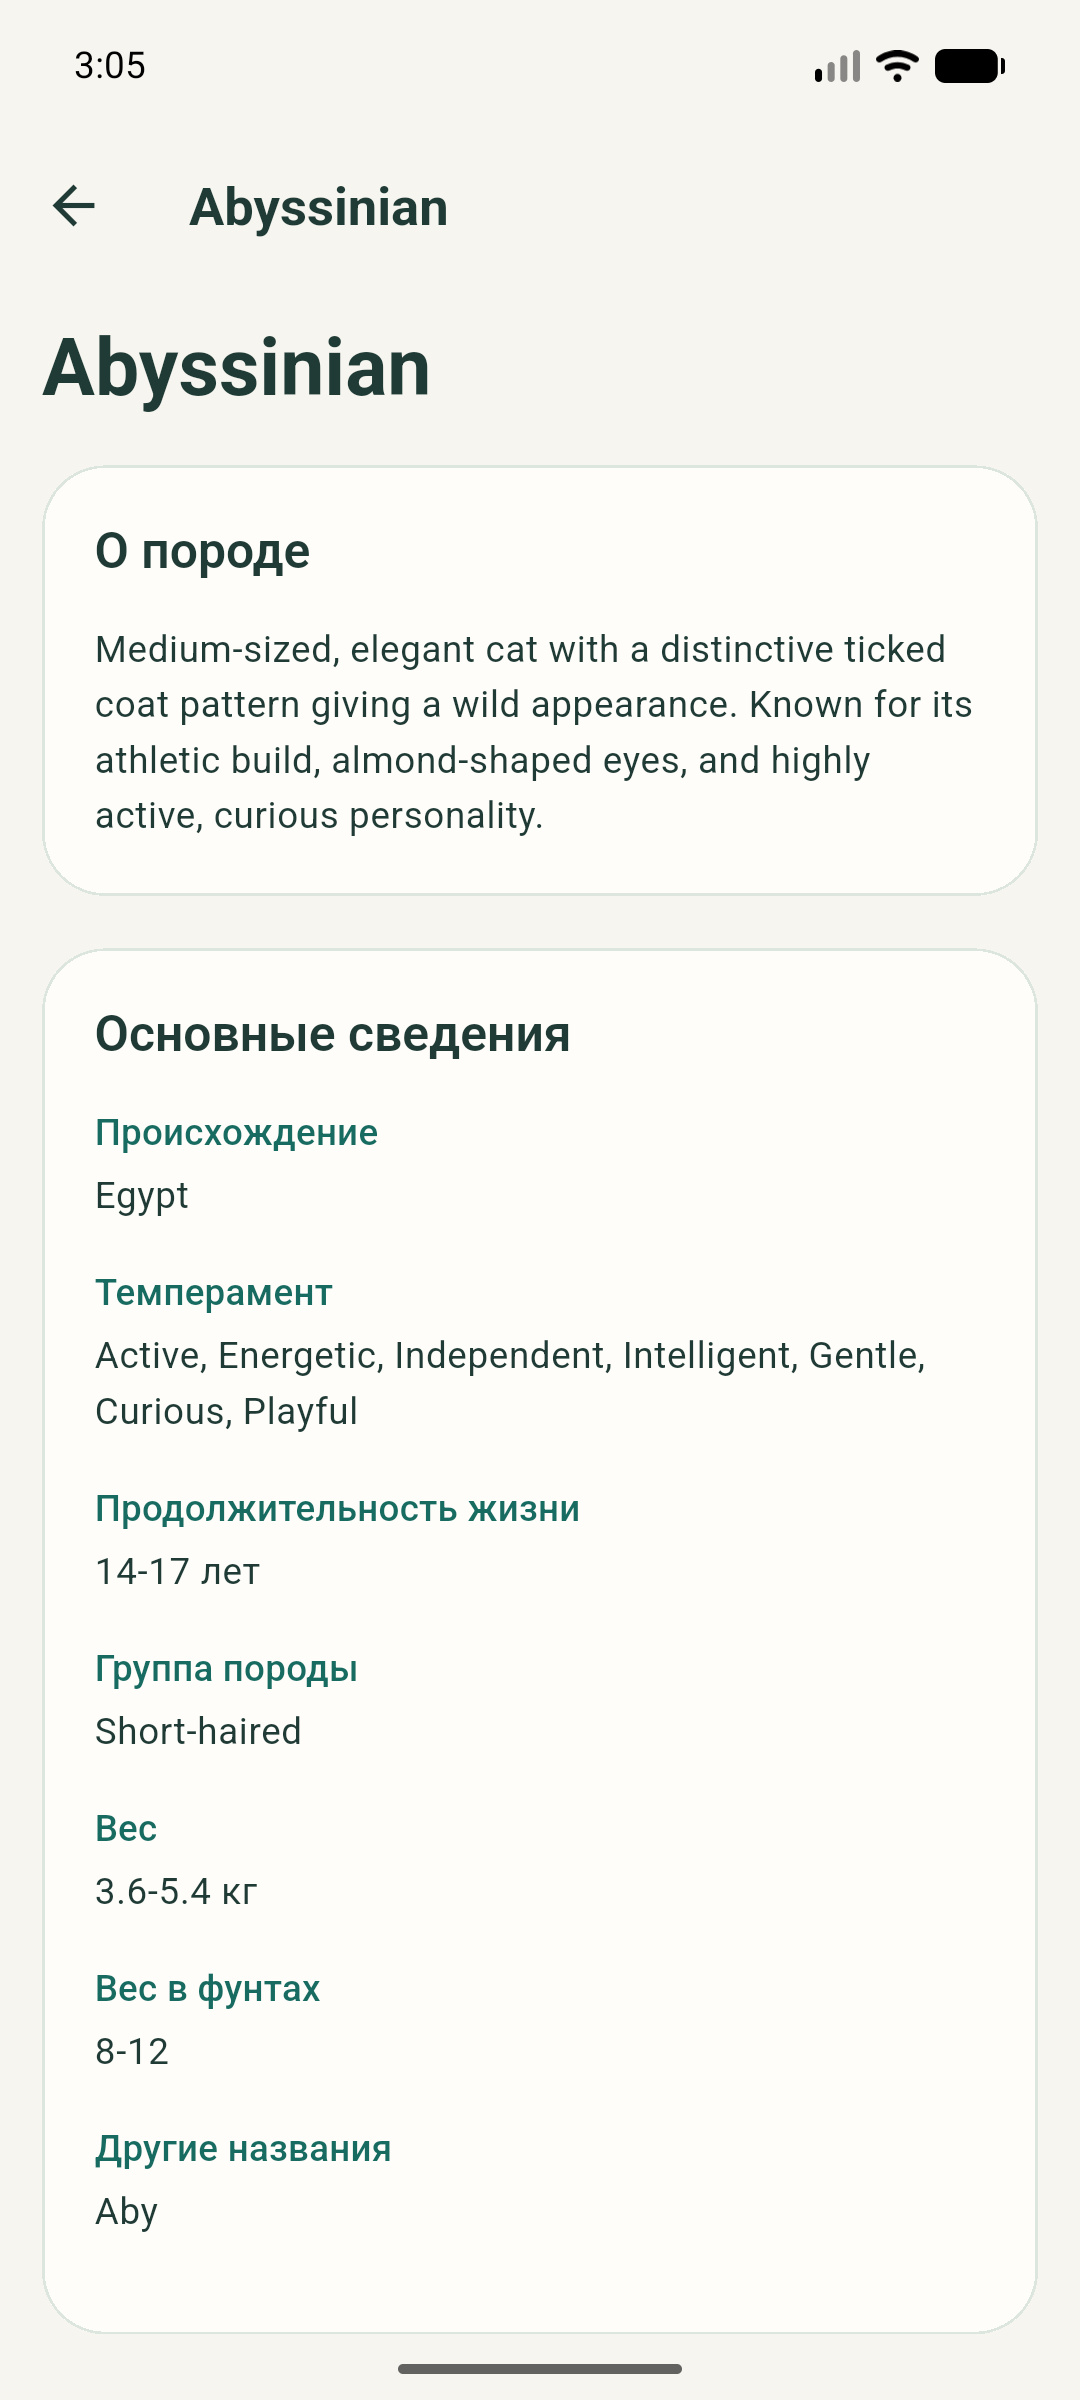 3:05
Abyssinian
Abyssinian
О породе
Medium-sized, elegant cat with a distinctive ticked
coat pattern giving a wild appearance. Known for its
athletic build, almond-shaped eyes, and highly
active, curious personality.
Основные сведения
Происхождение
Egypt
Темперамент
Active, Energetic, Independent, Intelligent, Gentle,
Curious, Playful
Продолжительность жизни
14-17 лет
Группа породы
Short-haired
Вес
3.6-5.4 кг
Вес в фунтах
8-12
Другие названия
Aby